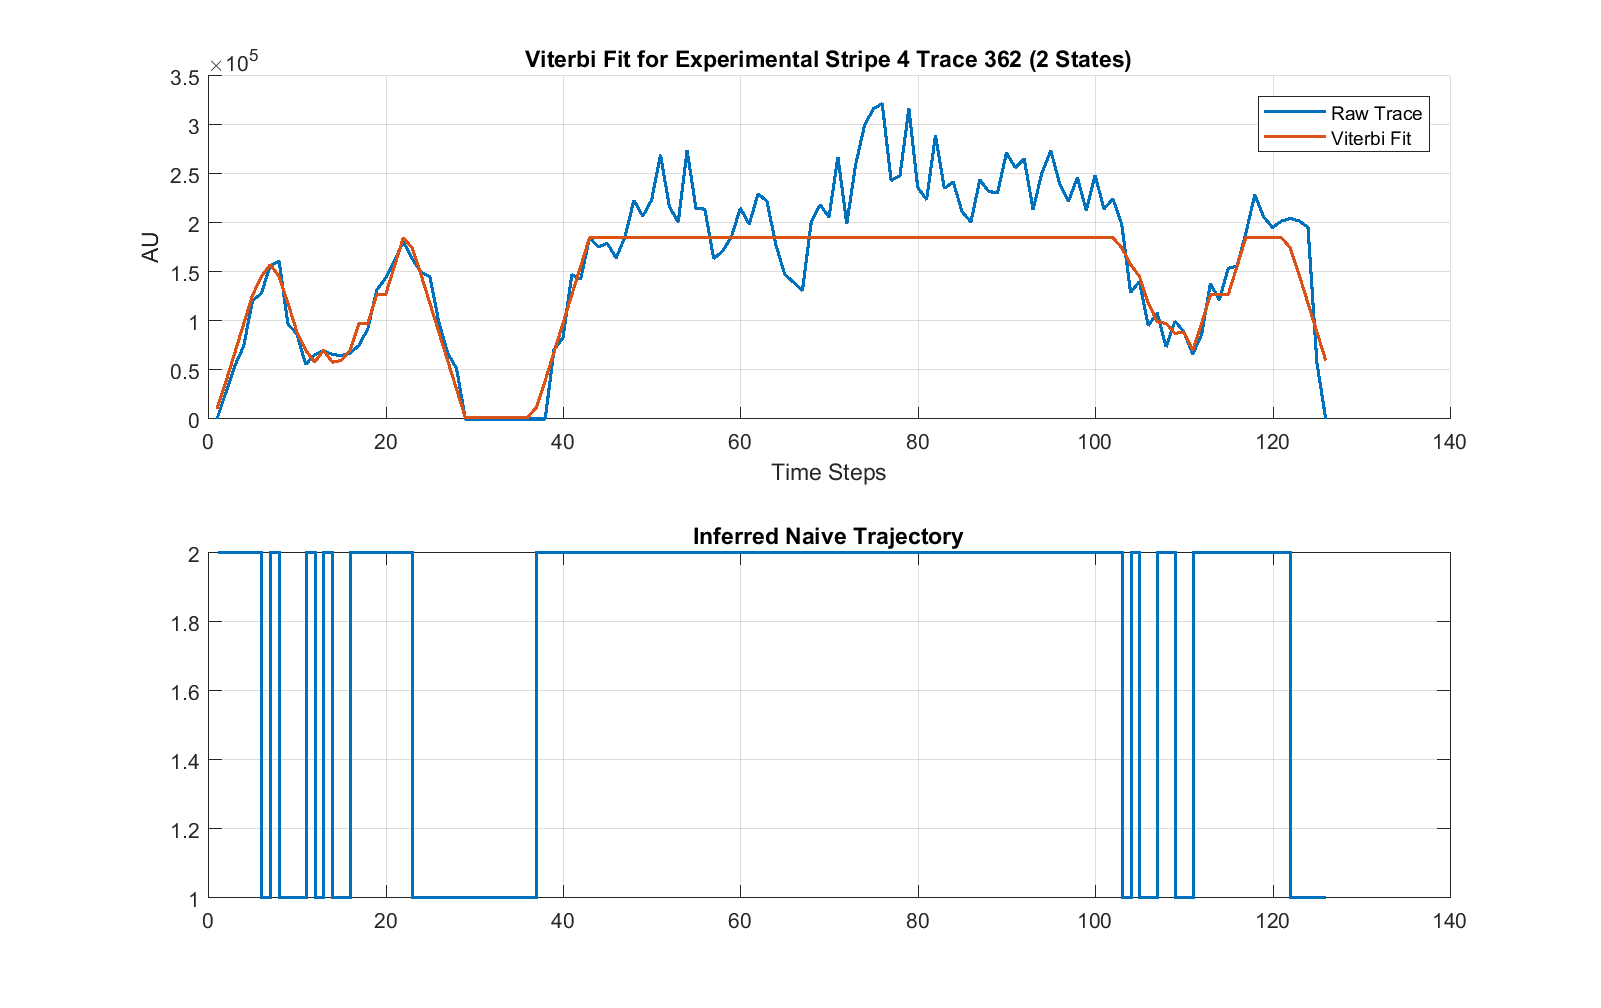 Viterbi Fit for Experimental Stripe 4 Trace 362 (2 States)
×10^5
3.5
3
2.5
2
1.5
1
0.5
0
AU
Raw Trace
Viterbi Fit
0 20 40 60 80 100 120 140
Time Steps
Inferred Naive Trajectory
2
1.8
1.6
1.4
1.2
1
0 20 40 60 80 100 120 140